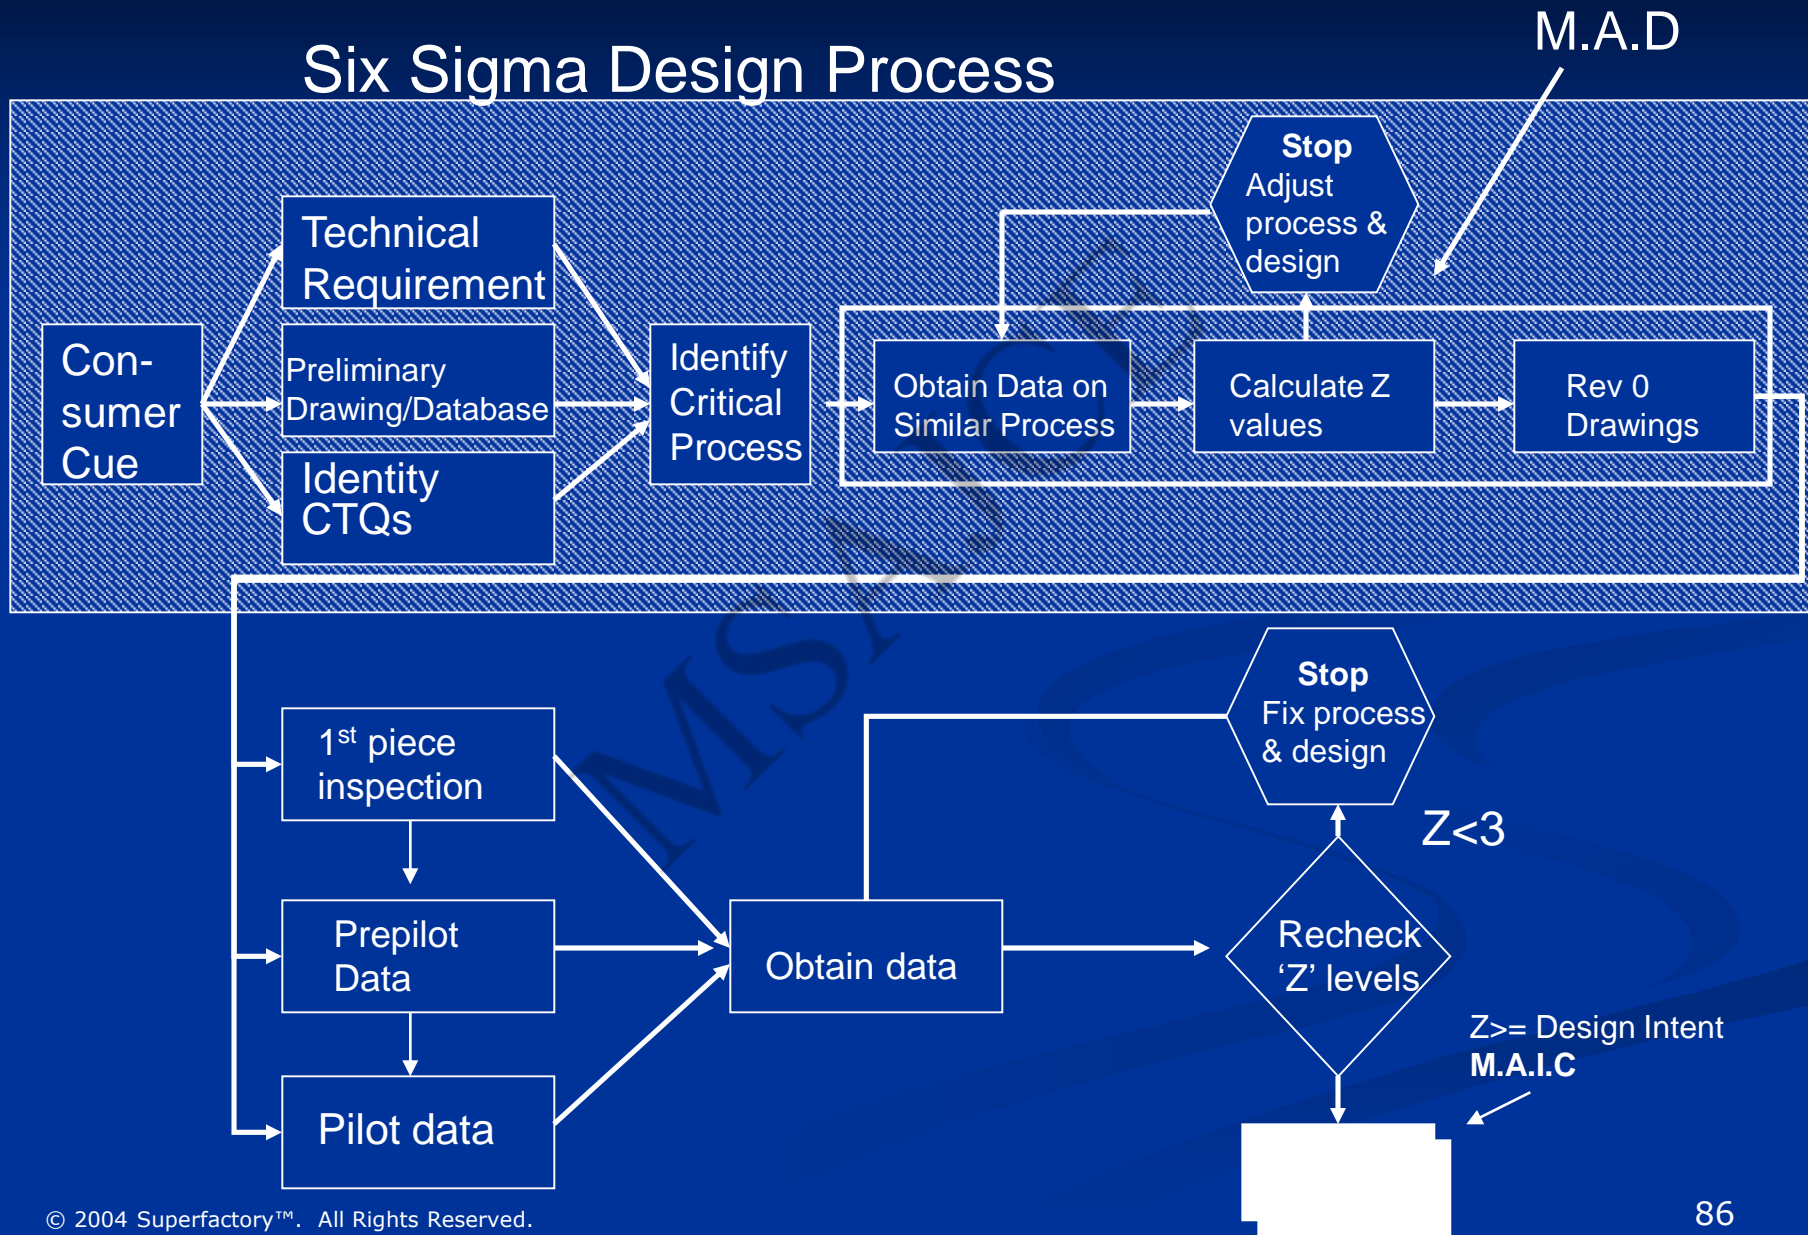 M.A.D
Six Sigma Design Process
Stop
Adjust
process &
design
Technical
Requirement
Con-
sumer
Cue
Preliminary
Drawing/Database
Identity
CTQs
Identify
Critical
Process
Obtain Data on
Similar Process
Calculate Z
values
Rev 0
Drawings
MSAJCE
Stop
Fix process
& design
Z<3
1st piece
inspection
Prepilot
Data
Pilot data
Obtain data
Recheck
‘Z’ levels
Z>= Design Intent
M.A.I.C
© 2004 Superfactory™. All Rights Reserved.
86